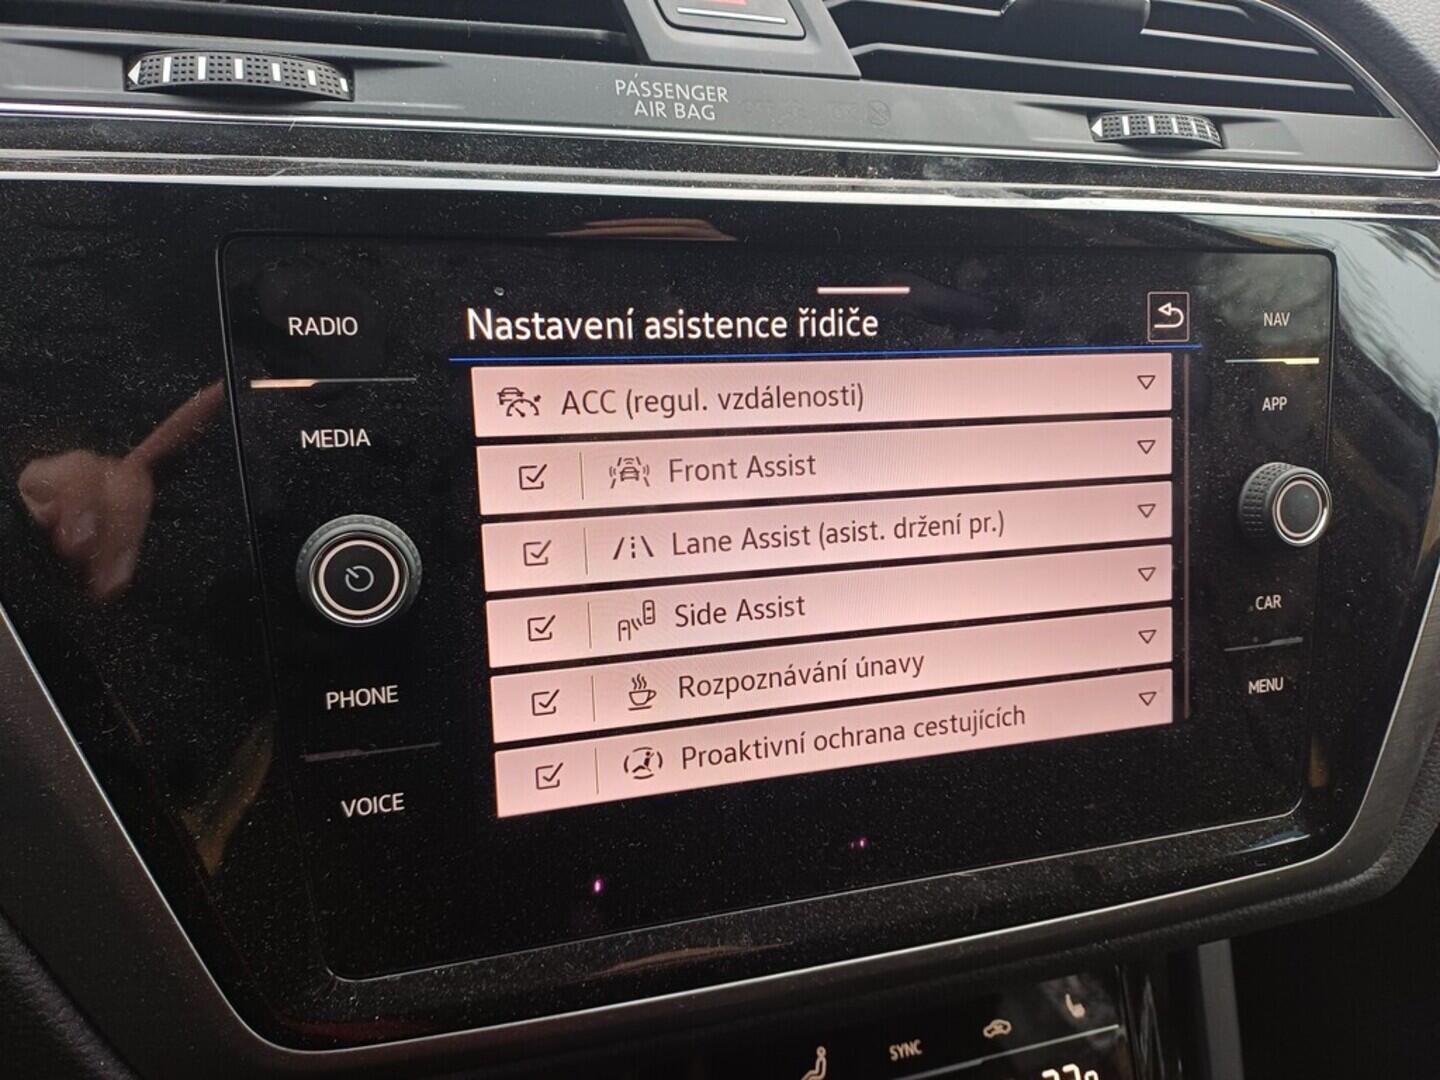 PASSENGER
AIR BAG
RADIO
MEDIA
PHONE
VOICE
Nastavení asistence řidiče
ACC (regul. vzdálenosti)
Front Assist
Lane Assist (asist. držení pr.)
Side Assist
Rozpoznávání únavy
Proaktivní ochrana cestujících
NAV
APP
CAR
MENU
SYNC